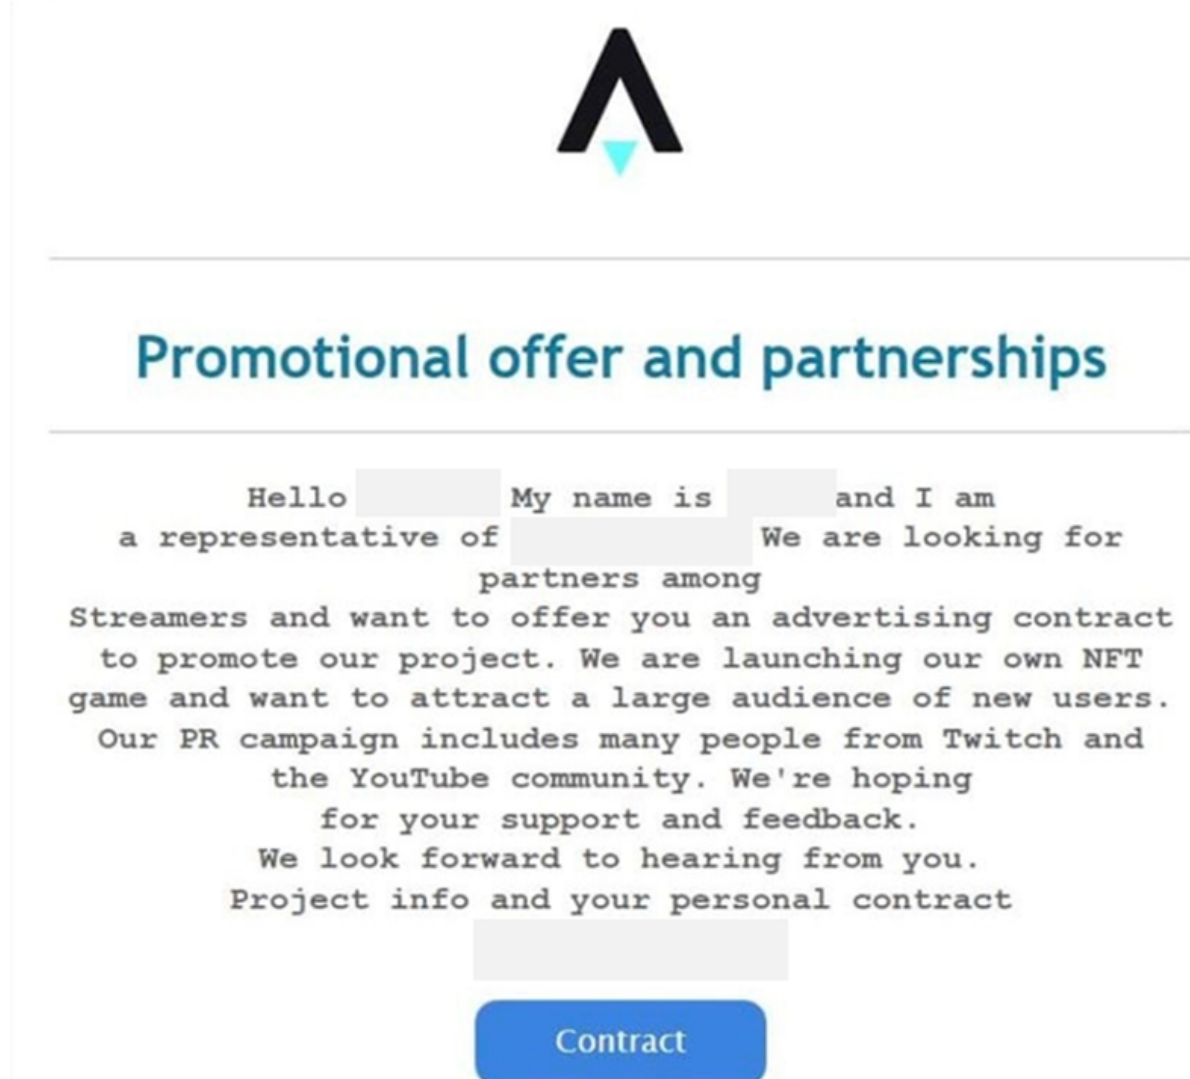 Promotional offer and partnerships
Hello My name is and I am
a representative of We are looking for
partners among
Streamers and want to offer you an advertising contract
to promote our project. We are launching our own NFT
game and want to attract a large audience of new users.
Our PR campaign includes many people from Twitch and
the YouTube community. We're hoping
for your support and feedback.
We look forward to hearing from you.
Project info and your personal contract
Contract